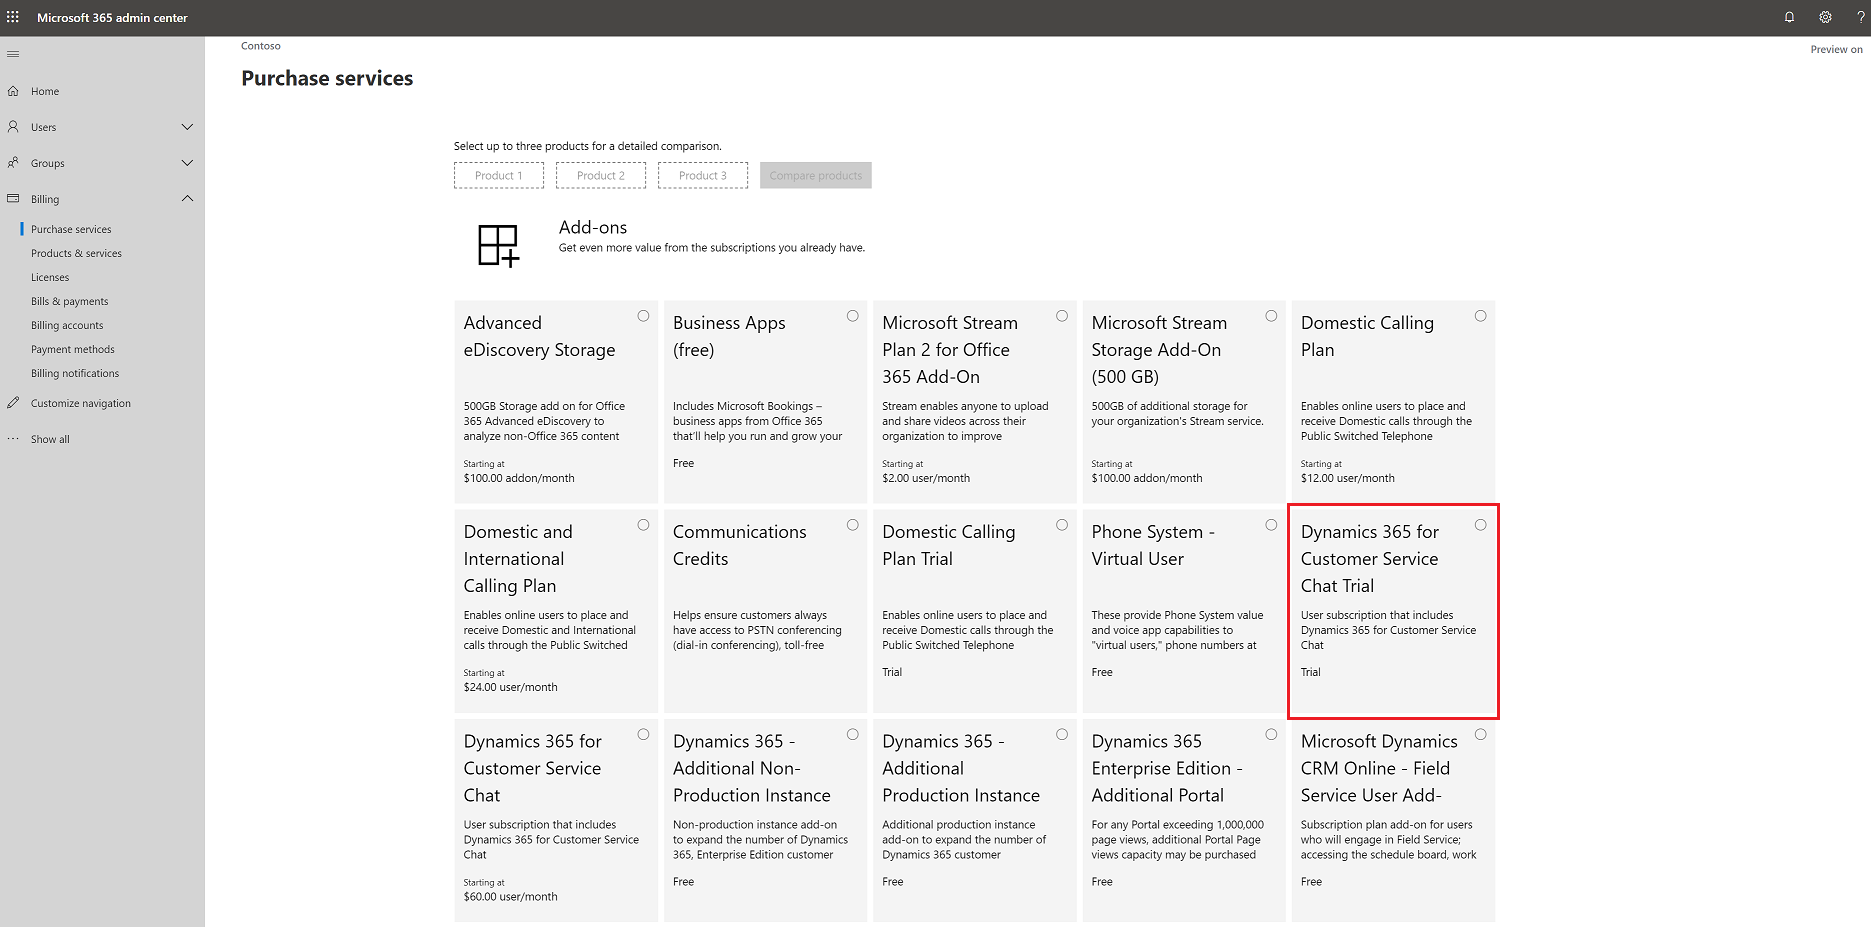 Microsoft 365 admin center
?
Contoso
Preview on
Purchase services
Home
Users
Groups
Billing
Purchase services
Products & services
Licenses
Bills & payments
Billing accounts
Payment methods
Billing notifications
Customize navigation
Show all
Select up to three products for a detailed comparison.
Product 1
Product 2
Product 3
Compare products
Add-ons
Get even more value from the subscriptions you already have.
Advanced
eDiscovery Storage
500GB Storage add on for Office
365 Advanced eDiscovery to
analyze non-Office 365 content
Starting at
$100.00 addon/month
Business Apps
(free)
Includes Microsoft Bookings –
business apps from Office 365
that'll help you run and grow your
Free
Microsoft Stream
Plan 2 for Office
365 Add-On
Stream enables anyone to upload
and share videos across their
organization to improve
Starting at
$2.00 user/month
Microsoft Stream
Storage Add-On
(500 GB)
500GB of additional storage for
your organization's Stream service.
Starting at
$100.00 addon/month
Domestic Calling
Plan
Enables online users to place and
receive Domestic calls through the
Public Switched Telephone
Starting at
$12.00 user/month
Domestic and
International
Calling Plan
Enables online users to place and
receive Domestic and International
calls through the Public Switched
Starting at
$24.00 user/month
Communications
Credits
Helps ensure customers always
have access to PSTN conferencing
(dial-in conferencing), toll-free
Domestic Calling
Plan Trial
Enables online users to place and
receive Domestic calls through the
Public Switched Telephone
Trial
Phone System -
Virtual User
These provide Phone System value
and voice app capabilities to
"virtual users," phone numbers at
Free
Dynamics 365 for
Customer Service
Chat Trial
User subscription that includes
Dynamics 365 for Customer Service
Chat
Trial
Dynamics 365 for
Customer Service
Chat
User subscription that includes
Dynamics 365 for Customer Service
Chat
Starting at
$60.00 user/month
Dynamics 365 -
Additional Non-
Production Instance
Non-production instance add-on
to expand the number of Dynamics
365, Enterprise Edition customer
Free
Dynamics 365 -
Additional
Production Instance
Additional production instance
add-on to expand the number of
Dynamics 365 customer
Free
Dynamics 365
Enterprise Edition -
Additional Portal
For any Portal exceeding 1,000,000
page views, additional Portal Page
views capacity may be purchased
Free
Microsoft Dynamics
CRM Online - Field
Service User Add-
Subscription plan add-on for users
who will engage in Field Service;
accessing the schedule board, work
Free